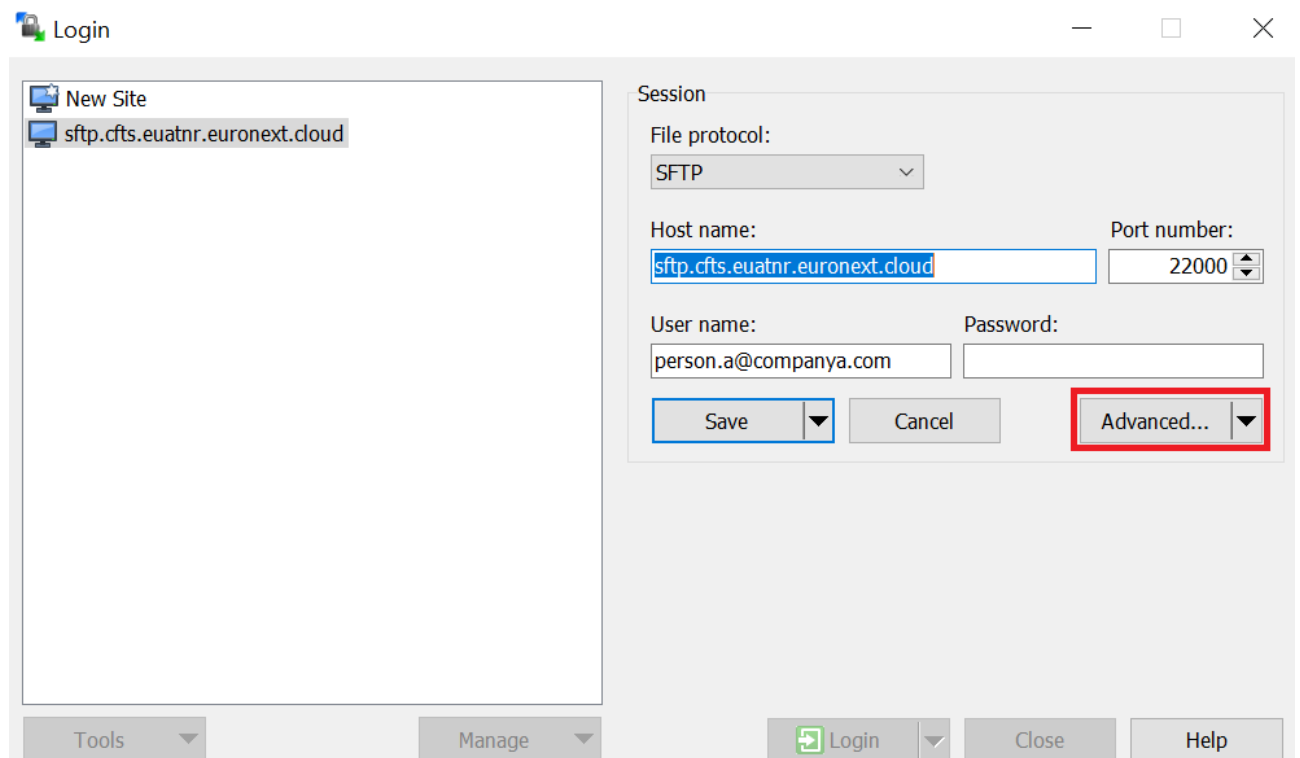 Login
New Site
sftp.cfts.euatnr.euronext.cloud
Session
File protocol:
SFTP
Host name:
Port number:
sftp.cfts.euatnr.euronext.cloud
22000
User name:
Password:
person.a@companya.com
Save
Cancel
Advanced...
Tools
Manage
Login
Close
Help